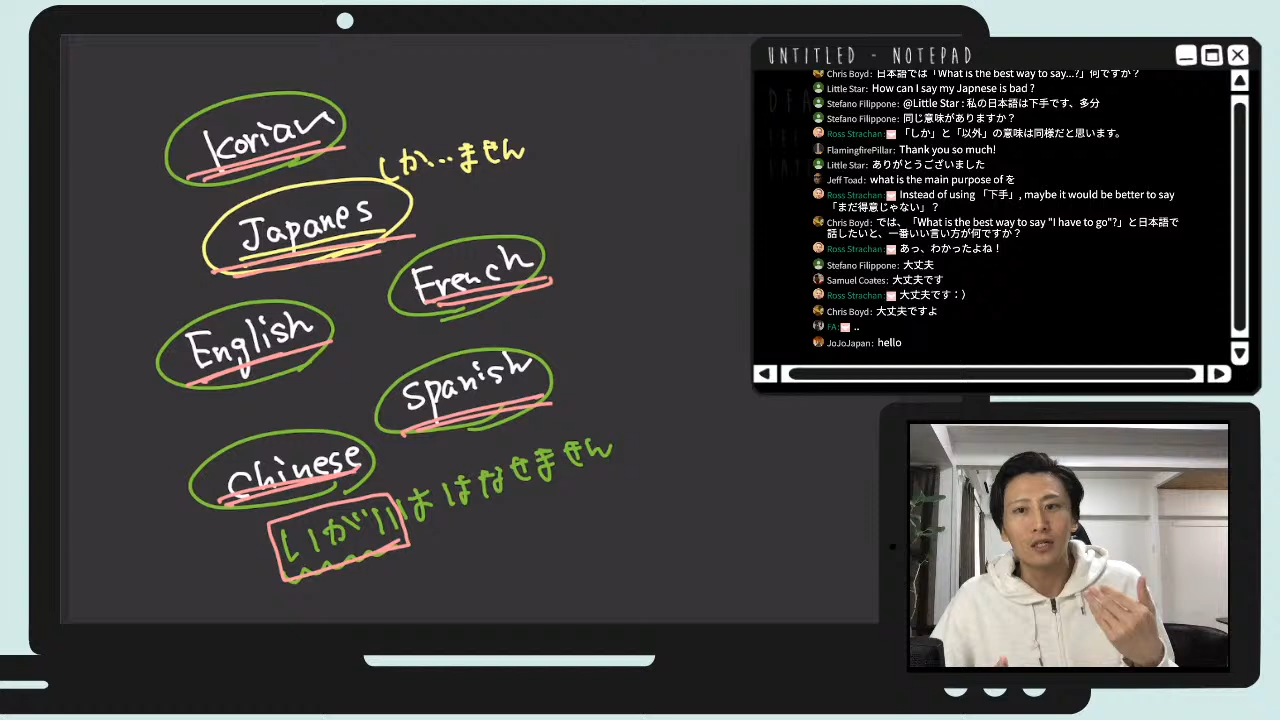 Korian
しか…ません
Japanes
French
English
Spanish
Chinese
いがい は はなせません
UNTITLED - NOTEPAD
Chris Boyd: 日本語では「What is the best way to say...?」何ですか？
Little Star: How can I say my Japnese is bad ?
Stefano Filippone: @Little Star : 私の日本語は下手です、多分
Stefano Filippone: 同じ意味がありますか？
Ross Strachan: 「しか」と「以外」の意味は同様だと思います。
FlamingfirePillar: Thank you so much!
Little Star: ありがとうございました
Jeff Toad: what is the main purpose of を
Ross Strachan: Instead of using 「下手」, maybe it would be better to say
「まだ得意じゃない」？
Chris Boyd: では、「What is the best way to say "I have to go"?」と日本語で
話したいと、一番いい言い方が何ですか？
Ross Strachan: あっ、わかったよね！
Stefano Filippone: 大丈夫
Samuel Coates: 大丈夫です
Ross Strachan: 大丈夫です：）
Chris Boyd: 大丈夫ですよ
FA: ..
JoJoJapan: hello